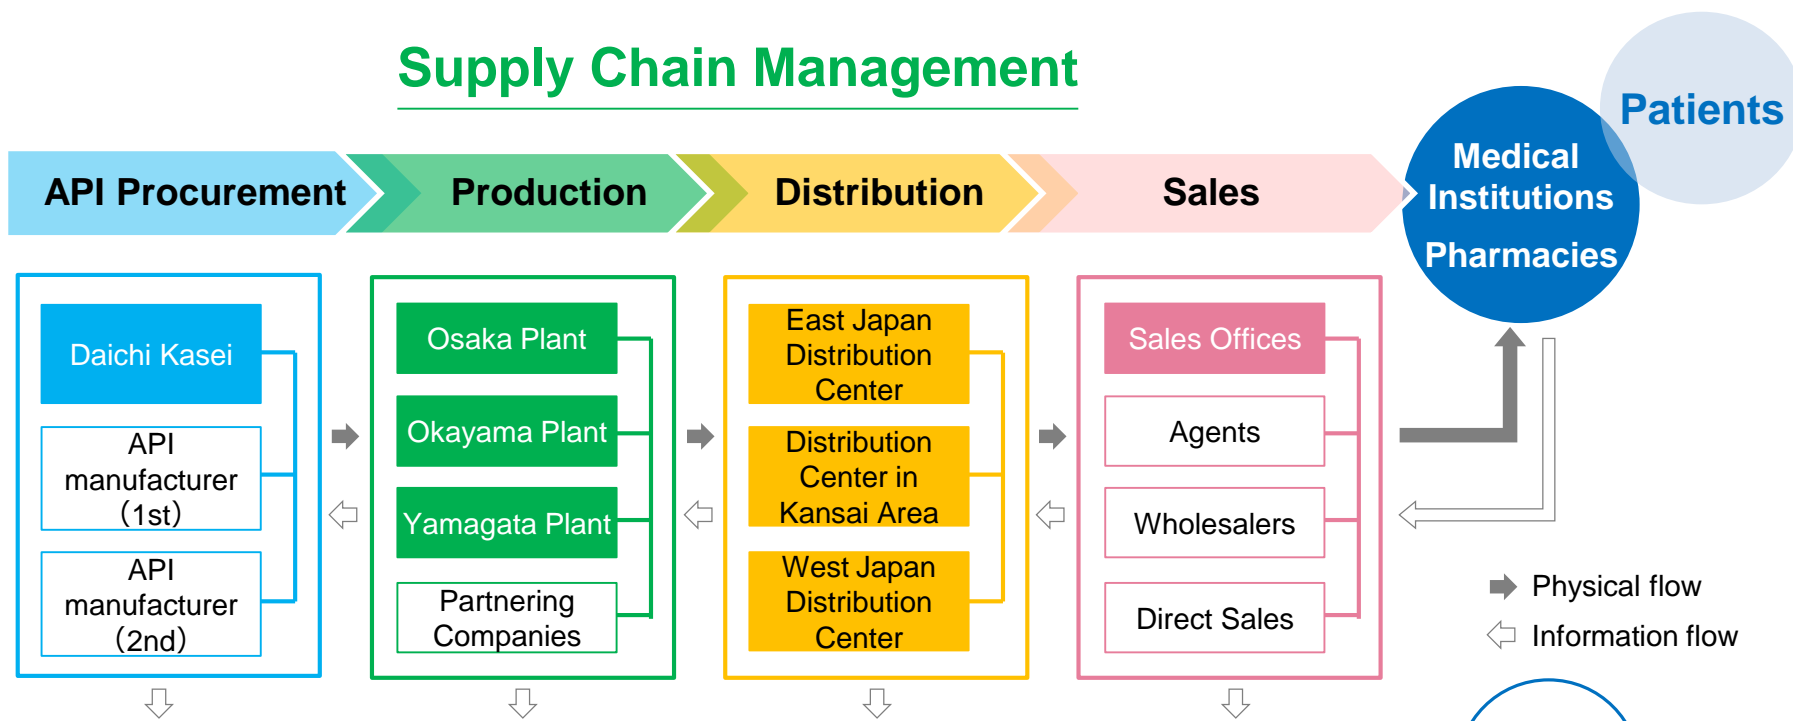 Supply Chain Management
Patients
Medical
Institutions
Pharmacies
API Procurement
Production
Distribution
Sales
Daichi Kasei
API
manufacturer
（1st）
API
manufacturer
（2nd）
Osaka Plant
Okayama Plant
Yamagata Plant
Partnering
Companies
East Japan
Distribution
Center
Distribution
Center in
Kansai Area
West Japan
Distribution
Center
Sales Offices
Agents
Wholesalers
Direct Sales
Physical flow
Information flow